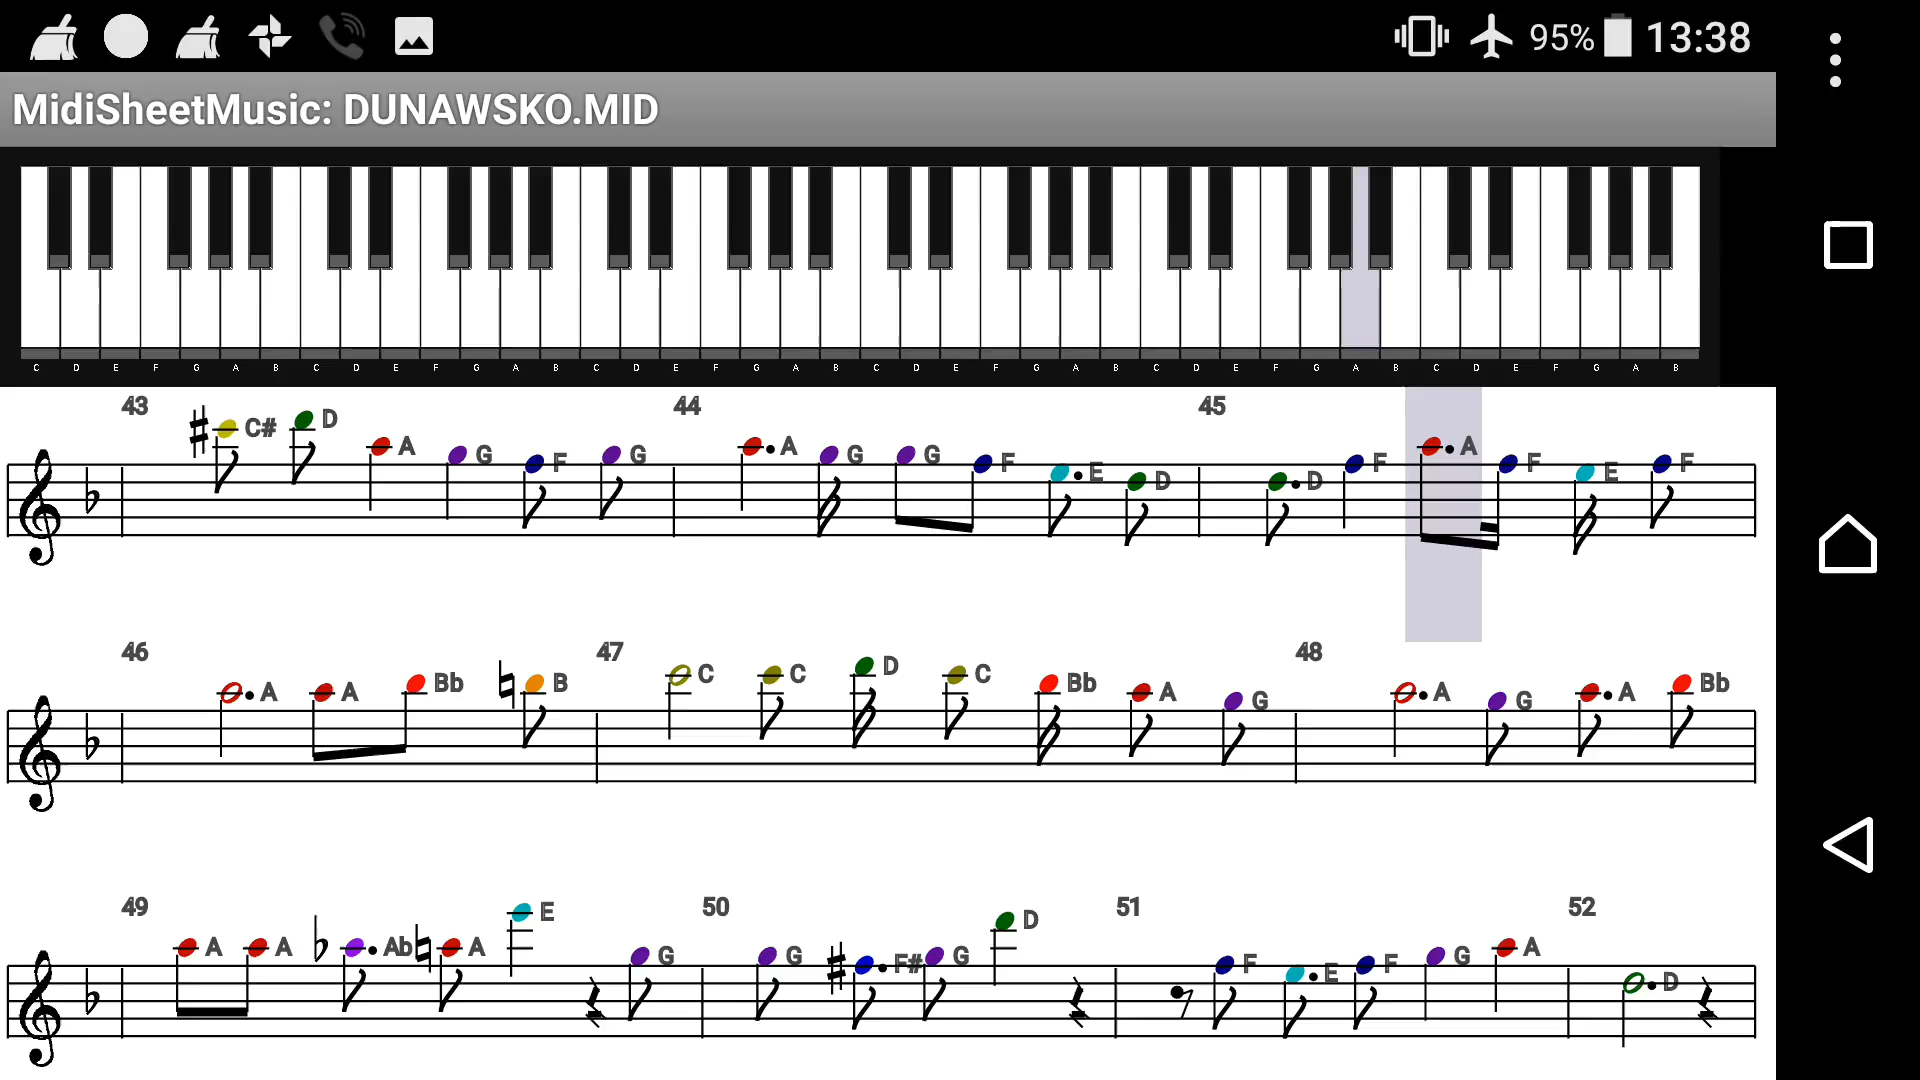 95% 13:38
MidiSheetMusic: DUNAWSKO.MID
C D E F G A B C D E F G A B C D E F G A B C D E F G A B C D E F G A B C D E F G A B
43 44 45
C# D A G F G A G G F E D D F A F E F
46 47 48
A A Bb B C C D C Bb A G A G A Bb
49 50 51 52
A A Ab A E G G F# G D F E F G A D